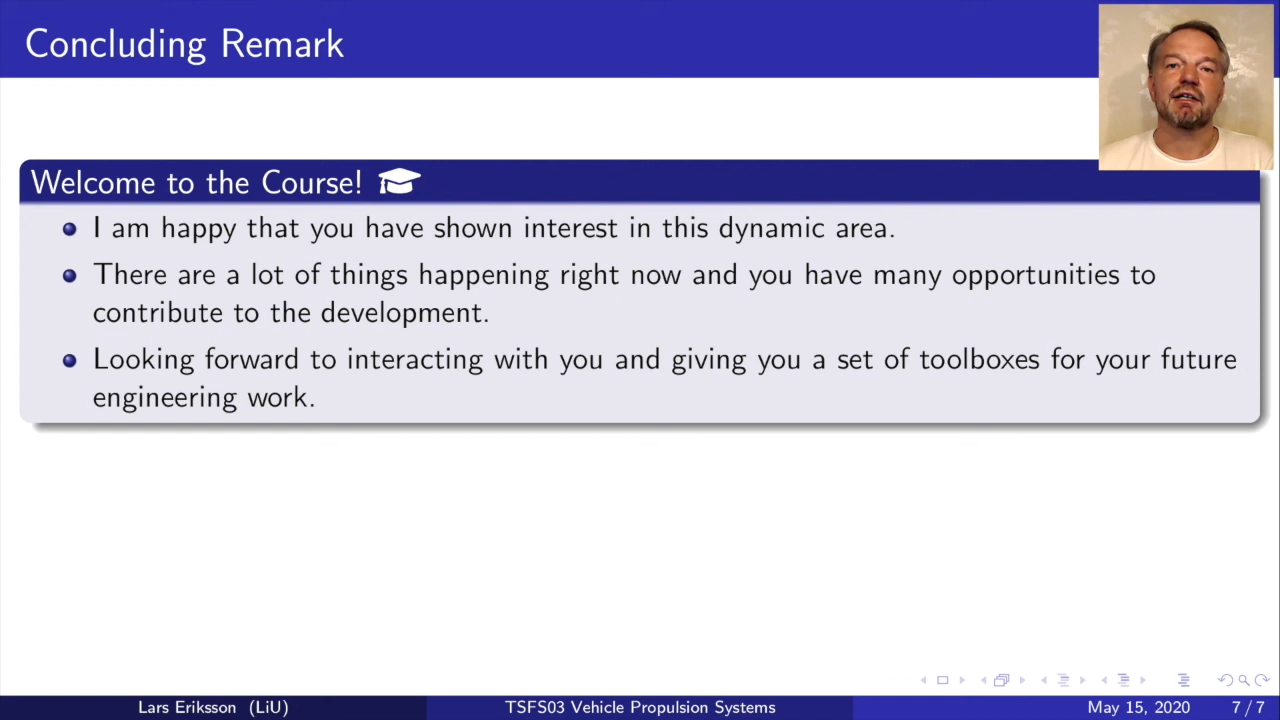 Concluding Remark
Welcome to the Course!
I am happy that you have shown interest in this dynamic area.
There are a lot of things happening right now and you have many opportunities to
contribute to the development.
Looking forward to interacting with you and giving you a set of toolboxes for your future
engineering work.
Lars Eriksson (LiU)
TSFS03 Vehicle Propulsion Systems
May 15, 2020
7 / 7